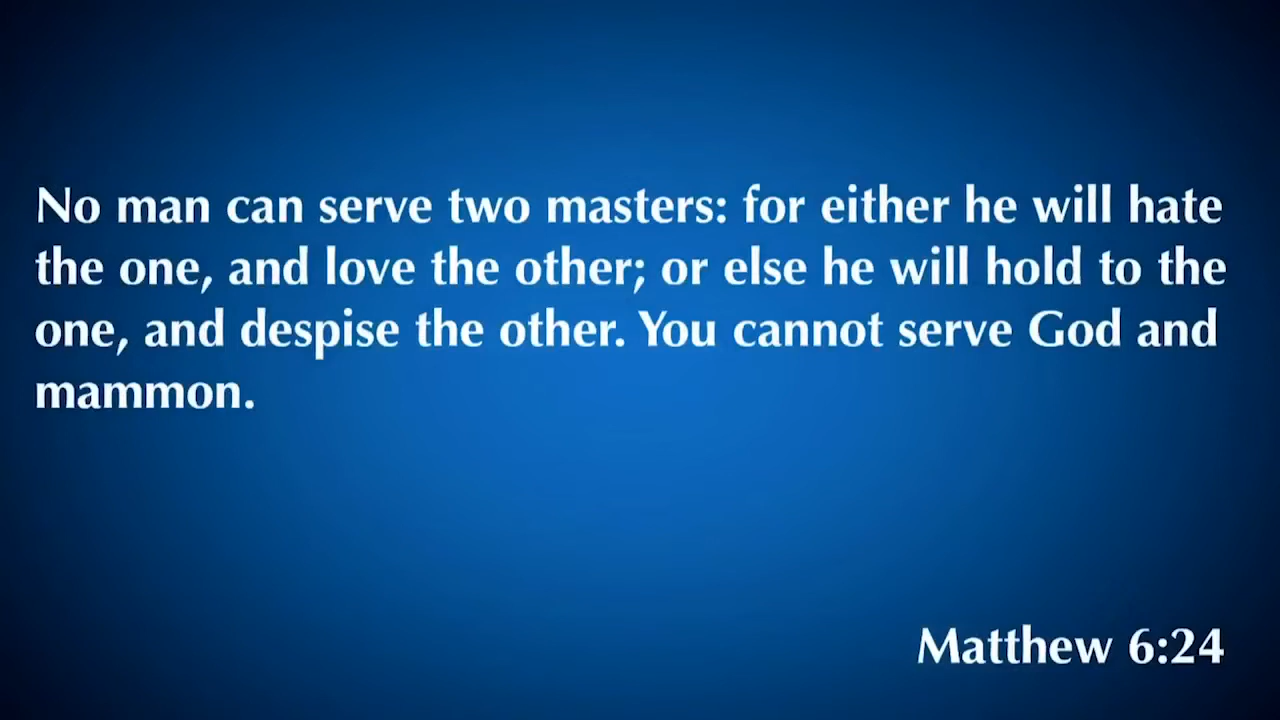 No man can serve two masters: for either he will hate
the one, and love the other; or else he will hold to the
one, and despise the other. You cannot serve God and
mammon.
Matthew 6:24